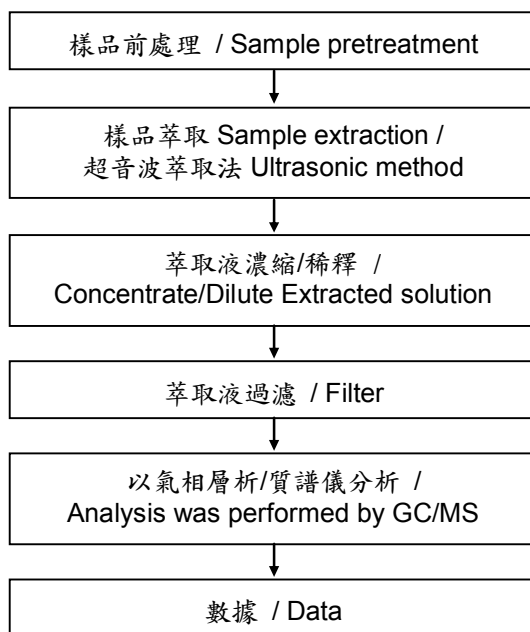 樣品前處理 / Sample pretreatment
樣品萃取 Sample extraction /
超音波萃取法 Ultrasonic method
萃取液濃縮/稀釋 /
Concentrate/Dilute Extracted solution
萃取液過濾 / Filter
以氣相層析/質譜儀分析 /
Analysis was performed by GC/MS
數據 / Data